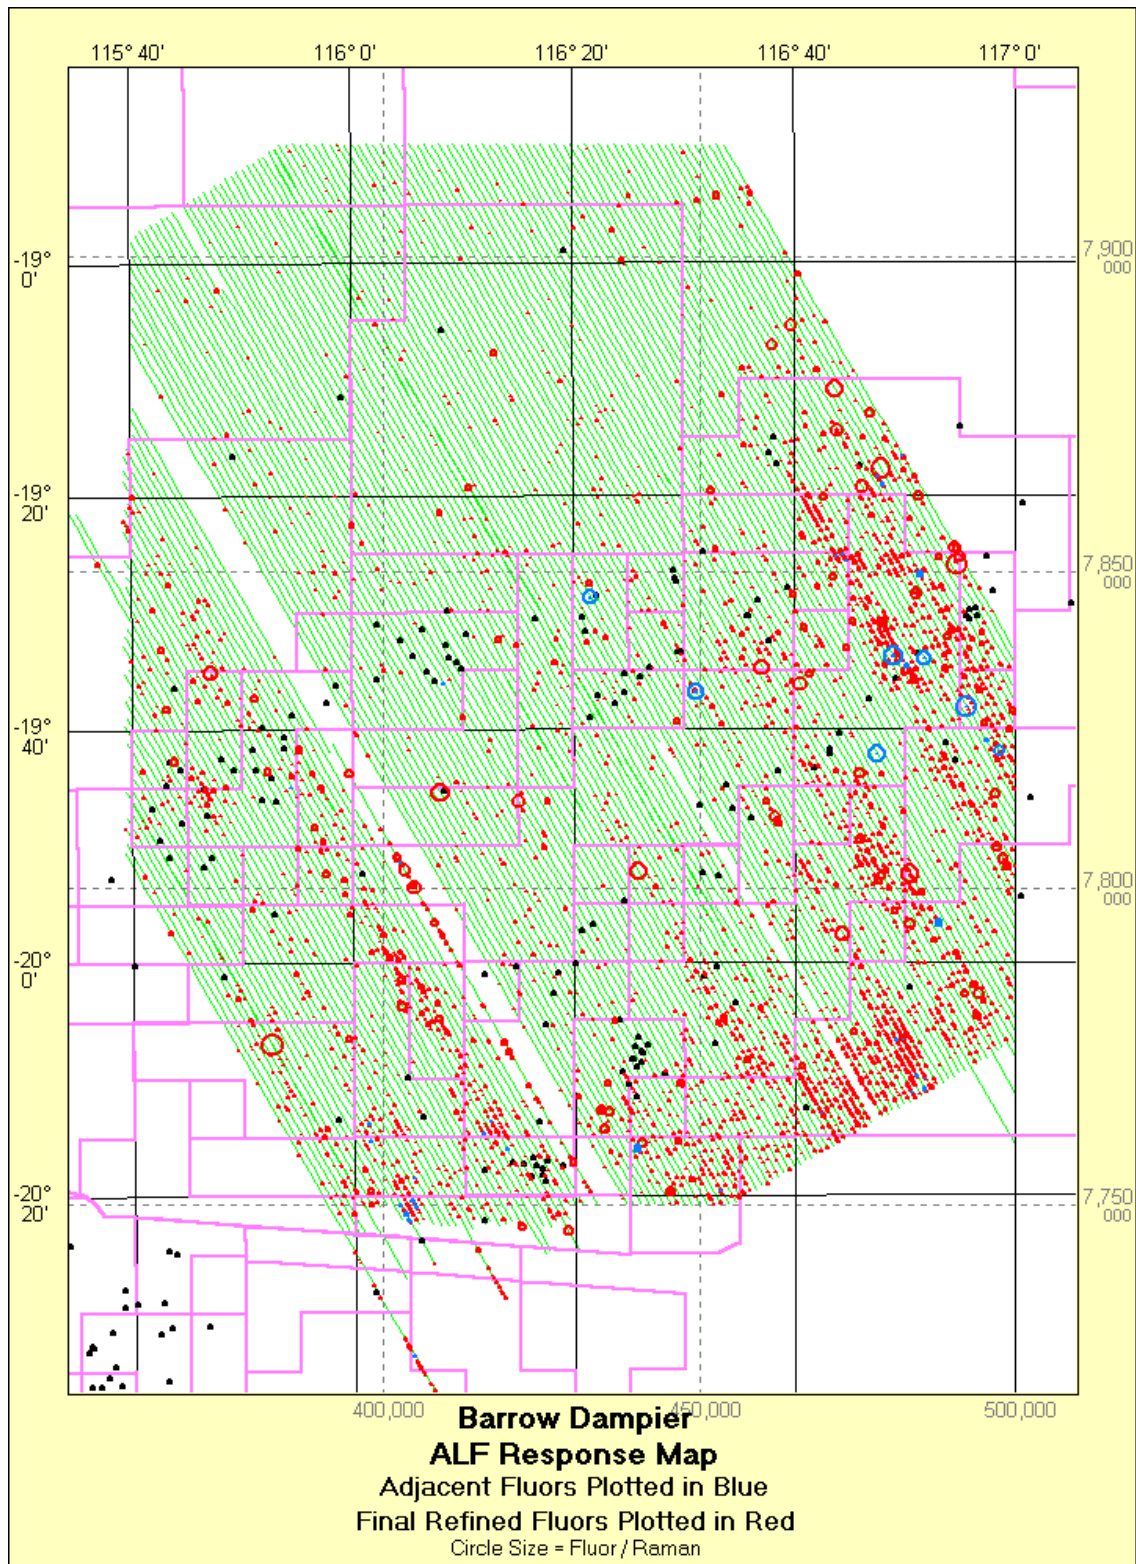 115° 40' 116° 0' 116° 20' 116° 40' 117° 0'
-19°
0'
7,900
000
-19°
20'
7,850
000
-19°
40'
7,800
000
-20°
0'
-20°
20'
7,750
000
400,000 450,000 500,000
Barrow Dampier
ALF Response Map
Adjacent Fluors Plotted in Blue
Final Refined Fluors Plotted in Red
Circle Size = Fluor / Raman